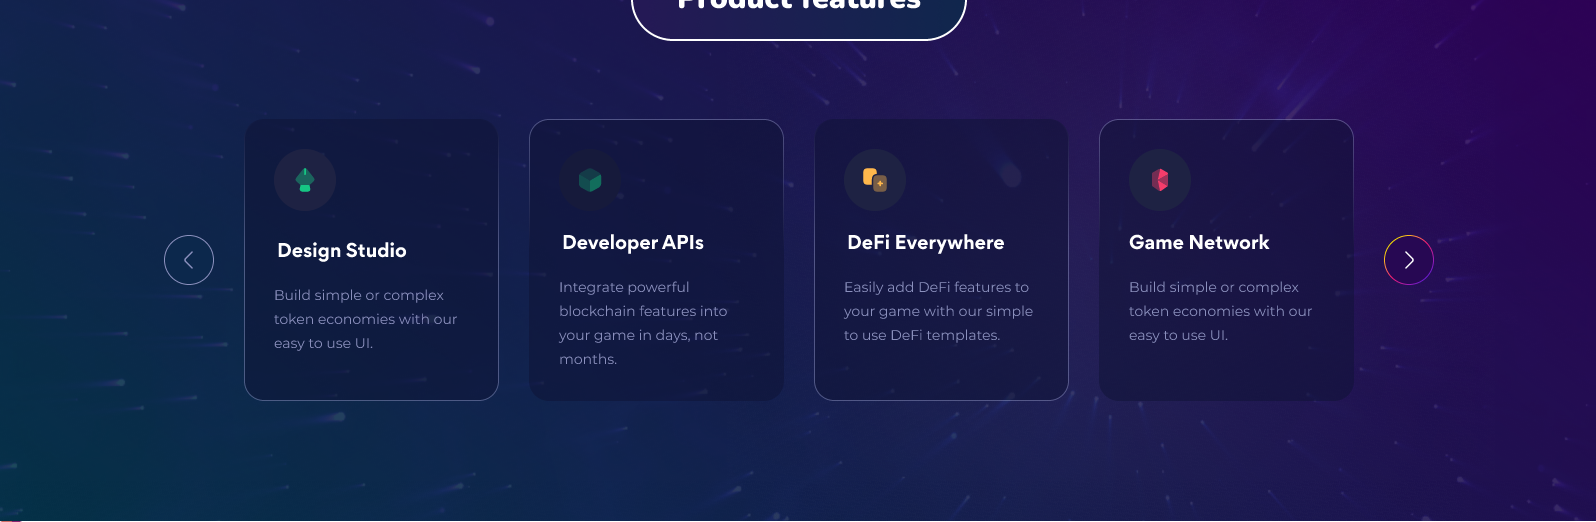 Product features
Design Studio
Build simple or complex
token economies with our
easy to use UI.
Developer APIs
Integrate powerful
blockchain features into
your game in days, not
months.
DeFi Everywhere
Easily add DeFi features to
your game with our simple
to use DeFi templates.
Game Network
Build simple or complex
token economies with our
easy to use UI.